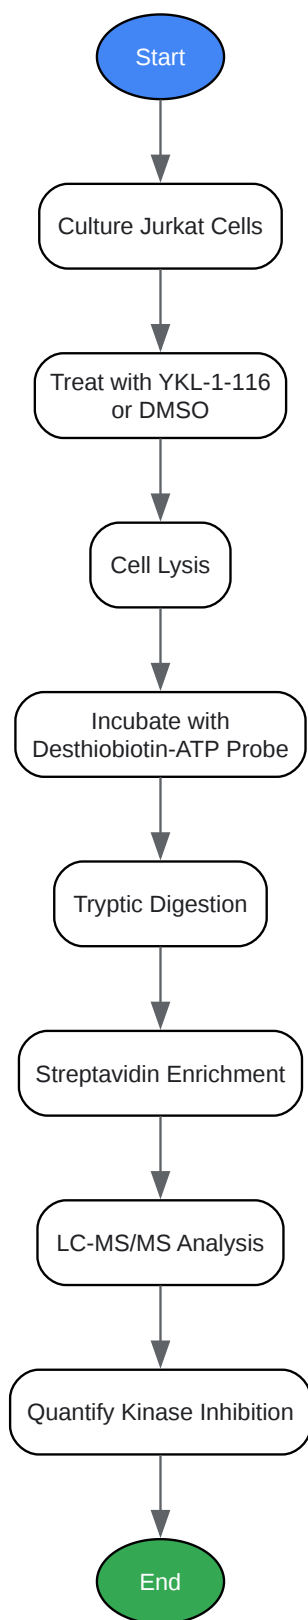 Start
Culture Jurkat Cells
Treat with YKL-1-116
or DMSO
Cell Lysis
Incubate with
Desthiobiotin-ATP Probe
Tryptic Digestion
Streptavidin Enrichment
LC-MS/MS Analysis
Quantify Kinase Inhibition
End